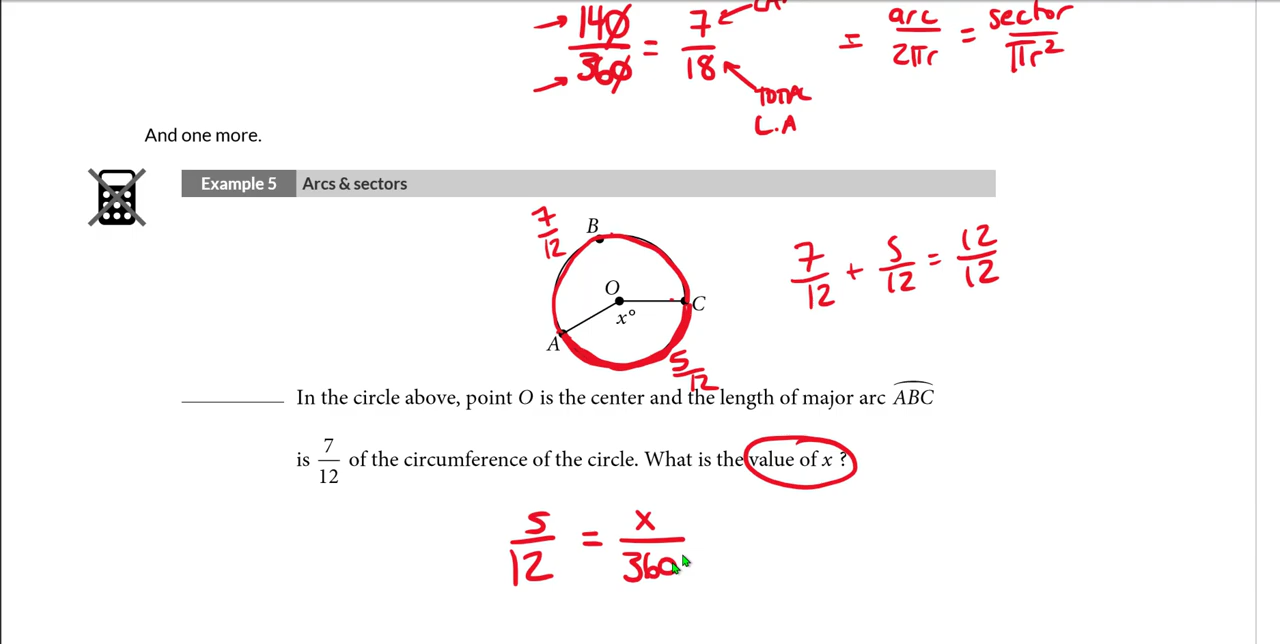 140/360 = 7/18
= arc/2πr = sector/πr²
TOTAL
L.A
And one more.
Example 5 Arcs & sectors
7/12
B
O
x°
C
A
5/12
7/12 + 5/12 = 12/12
In the circle above, point O is the center and the length of major arc ABC
is 7/12 of the circumference of the circle. What is the value of x ?
5/12 = x/360